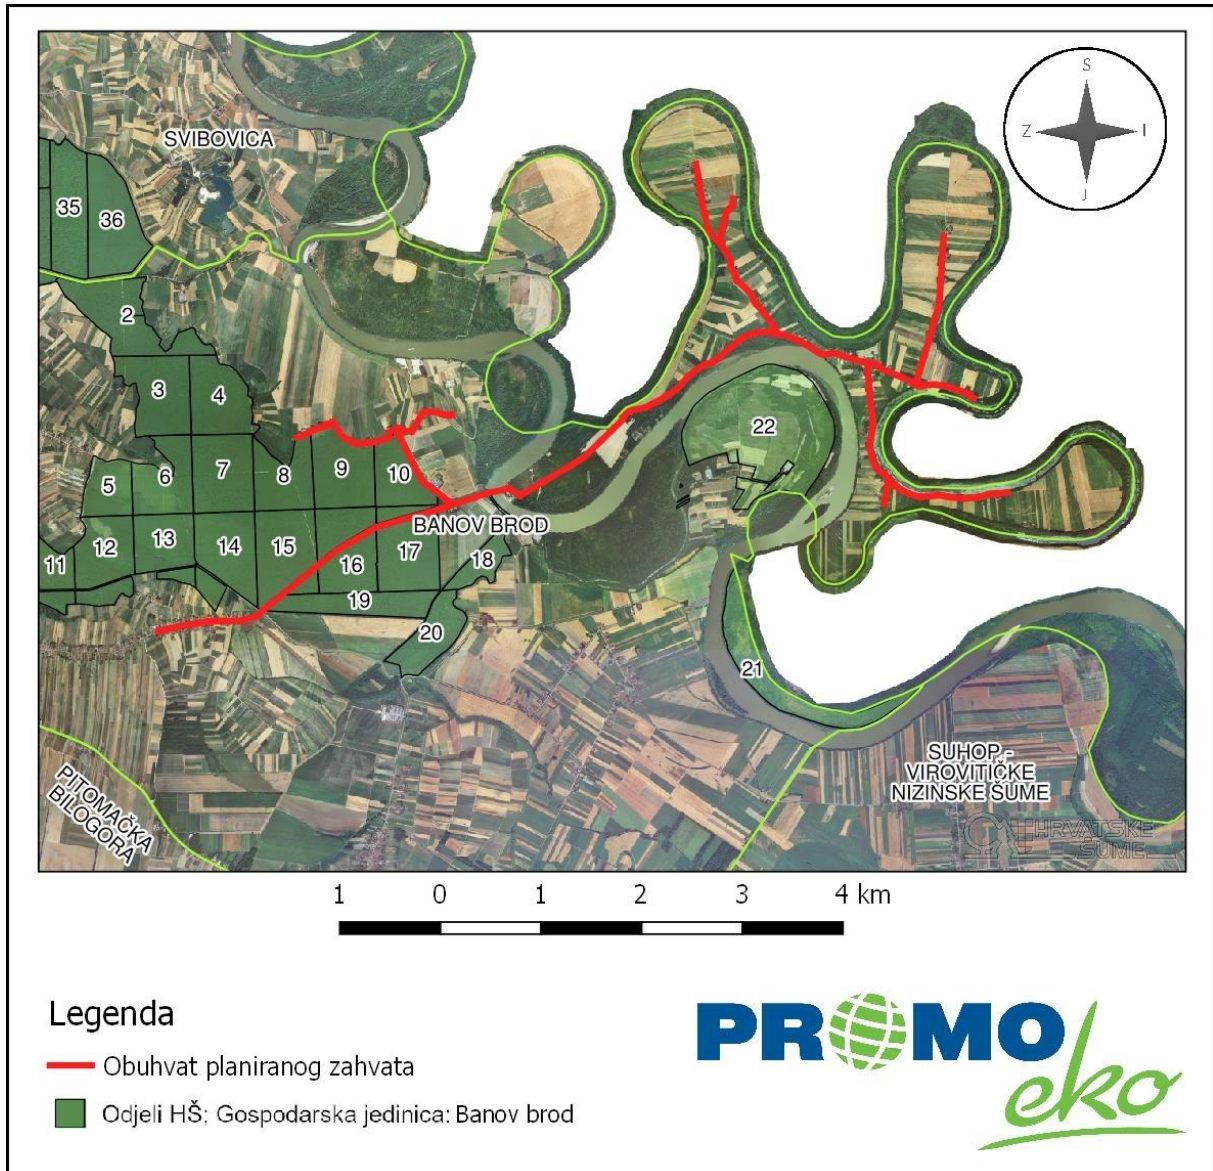 S
Z
I
J
SVIBOVICA
35
36
2
3
4
5
6
7
8
9
10
22
BANOV BROD
11
12
13
14
15
16
17
18
19
20
21
PITOMAČKA
BILOGORA
SUHOP.-
VIROVITIČKE
NIZINSKE ŠUME
HRVATSKE
ŠUME
1 0 1 2 3 4 km
Legenda
Obuhvat planiranog zahvata
Odjeli HŠ; Gospodarska jedinica: Banov brod
PROMO
eko